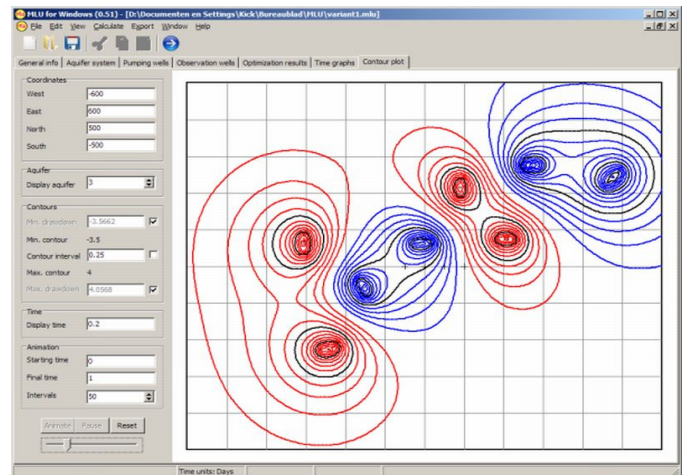 MLU for Windows (0.51) - [D:\Documenten en Settings\Kick\Bureaublad\MLU\variant1.mlu]
File Edit View Calculate Export Window Help
General info Aquifer system Pumping wells Observation wells Optimization results Time graphs Contour plot
Coordinates
West -600
East 600
North 500
South -500
Aquifer
Display aquifer 3
Contours
Min. drawdown -3.5662
Min. contour -3.5
Contour interval 0.25
Max. contour 4
Max. drawdown 4.0568
Time
Display time 0.2
Animation
Starting time 0
Final time 1
Intervals 50
Animate Pause Reset
Time units: Days